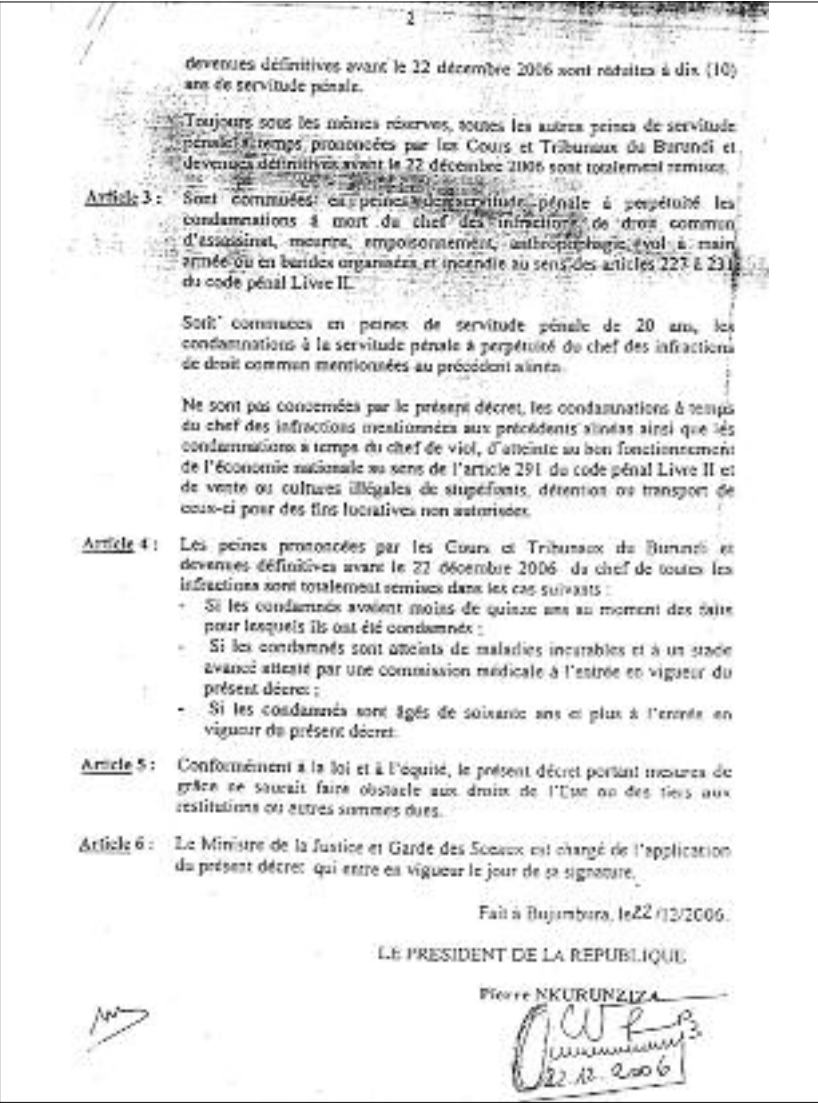 2
devenues définitives avant le 22 décembre 2006 sont réduites à dix (10)
ans de servitude pénale.
Toujours sous les mêmes réserves, toutes les autres peines de servitude
pénale à temps prononcées par les Cours et Tribunaux du Burundi et
devenues définitives avant le 22 décembre 2006 sont totalement remises.
Article 3 : Sont commuées en peines de servitude pénale à perpétuité les
condamnations à mort du chef des infractions de droit commun
d'assassinat, meurtre, empoisonnement, anthropophagie, vol à main
armée ou en bandes organisées et incendie au sens des articles 227 à 231
du code pénal Livre II.
Sont commuées en peines de servitude pénale de 20 ans, les
condamnations à la servitude pénale à perpétuité du chef des infractions
de droit commun mentionnées au précédent alinéa.
Ne sont pas concernées par le présent décret, les condamnations à temps
du chef des infractions mentionnées aux précédents alinéas ainsi que les
condamnations à temps du chef de viol, d'atteinte au bon fonctionnement
de l'économie nationale au sens de l'article 291 du code pénal Livre II et
de vente ou cultures illégales de stupéfiants, détention ou transport de
ceux-ci pour des fins lucratives non autorisées.
Article 4 : Les peines prononcées par les Cours et Tribunaux du Burundi et
devenues définitives avant le 22 décembre 2006 du chef de toutes les
infractions sont totalement remises dans les cas suivants :
- Si les condamnés avaient moins de quinze ans au moment des faits
pour lesquels ils ont été condamnés ;
- Si les condamnés sont atteints de maladies incurables et à un stade
avancé attesté par une commission médicale à l'entrée en vigueur du
présent décret ;
- Si les condamnés sont âgés de soixante ans et plus à l'entrée en
vigueur du présent décret.
Article 5 : Conformément à la loi et à l'équité, le présent décret portant mesures de
grâce ne saurait faire obstacle aux droits de l'Etat ou des tiers aux
restitutions ou autres sommes dues.
Article 6 : Le Ministre de la Justice et Garde des Sceaux est chargé de l'application
du présent décret qui entre en vigueur le jour de sa signature.
Fait à Bujumbura, le 22/12/2006.
LE PRESIDENT DE LA REPUBLIQUE
Pierre NKURUNZIZA
22.12.2006